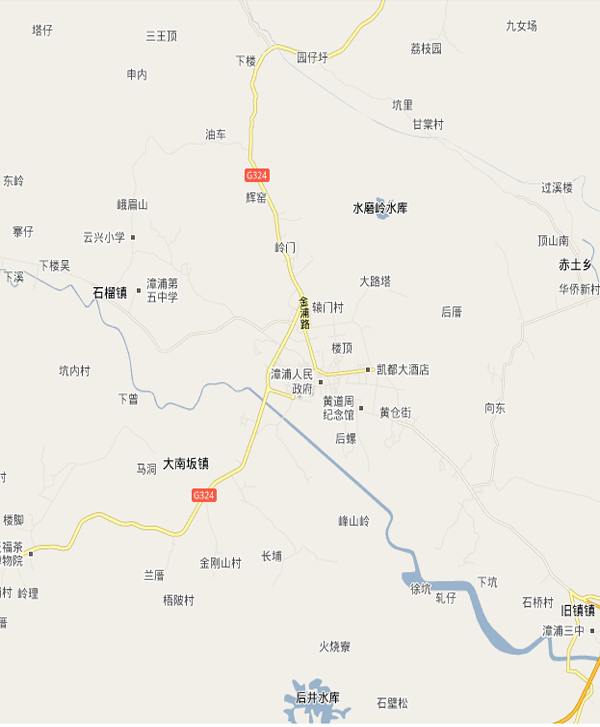 塔仔
三王顶
九女场
荔枝园
下楼
园仔圩
申内
坑里
甘棠村
油车
G324
东岭
过溪楼
辉窑
峨眉山
水磨岭水库
寨仔
云兴小学
岭门
顶山南
下楼吴
赤土乡
下溪
石榴镇
漳浦第
五中学
大路塔
华侨新村
金浦路
辕门村
后厝
楼顶
坑内村
漳浦人民
政府
凯都大酒店
下曾
黄道周
纪念馆
黄仓街
向东
后螺
马洞
大南坂镇
村
G324
楼脚
峰山岭
福茶
博物院
金刚山村
长埔
兰厝
徐坑
下坑
村
岭理
梧陂村
轧仔
石桥村
旧镇镇
厝
漳浦三中
火烧寮
后井水库
石壁松